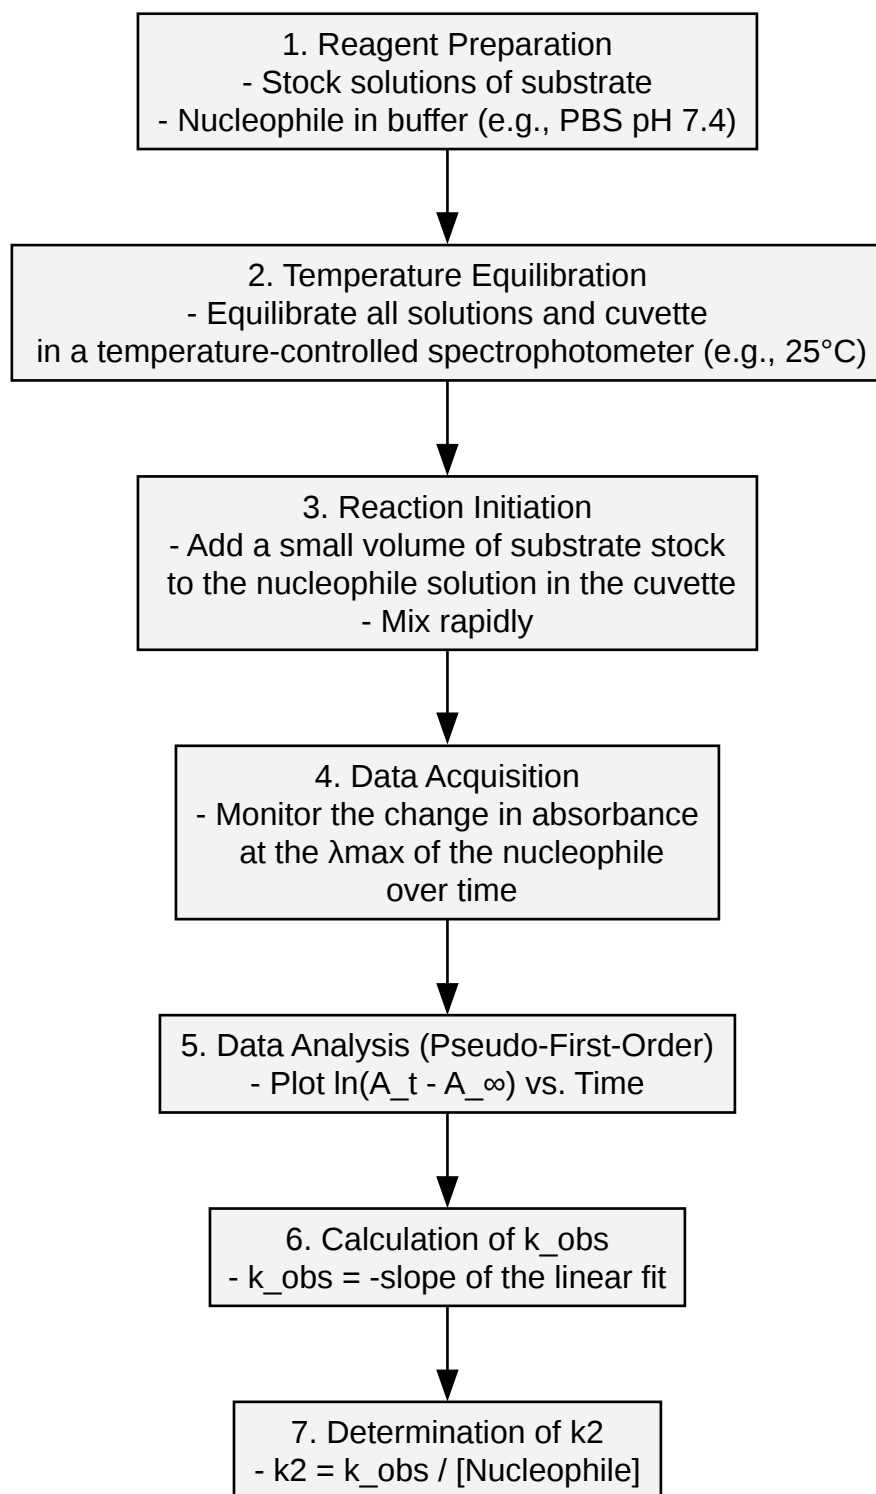 1. Reagent Preparation
- Stock solutions of substrate
- Nucleophile in buffer (e.g., PBS pH 7.4)
2. Temperature Equilibration
- Equilibrate all solutions and cuvette
in a temperature-controlled spectrophotometer (e.g., 25°C)
3. Reaction Initiation
- Add a small volume of substrate stock
to the nucleophile solution in the cuvette
- Mix rapidly
4. Data Acquisition
- Monitor the change in absorbance
at the λmax of the nucleophile
over time
5. Data Analysis (Pseudo-First-Order)
- Plot ln(A_t - A_∞) vs. Time
6. Calculation of k_obs
- k_obs = -slope of the linear fit
7. Determination of k2
- k2 = k_obs / [Nucleophile]